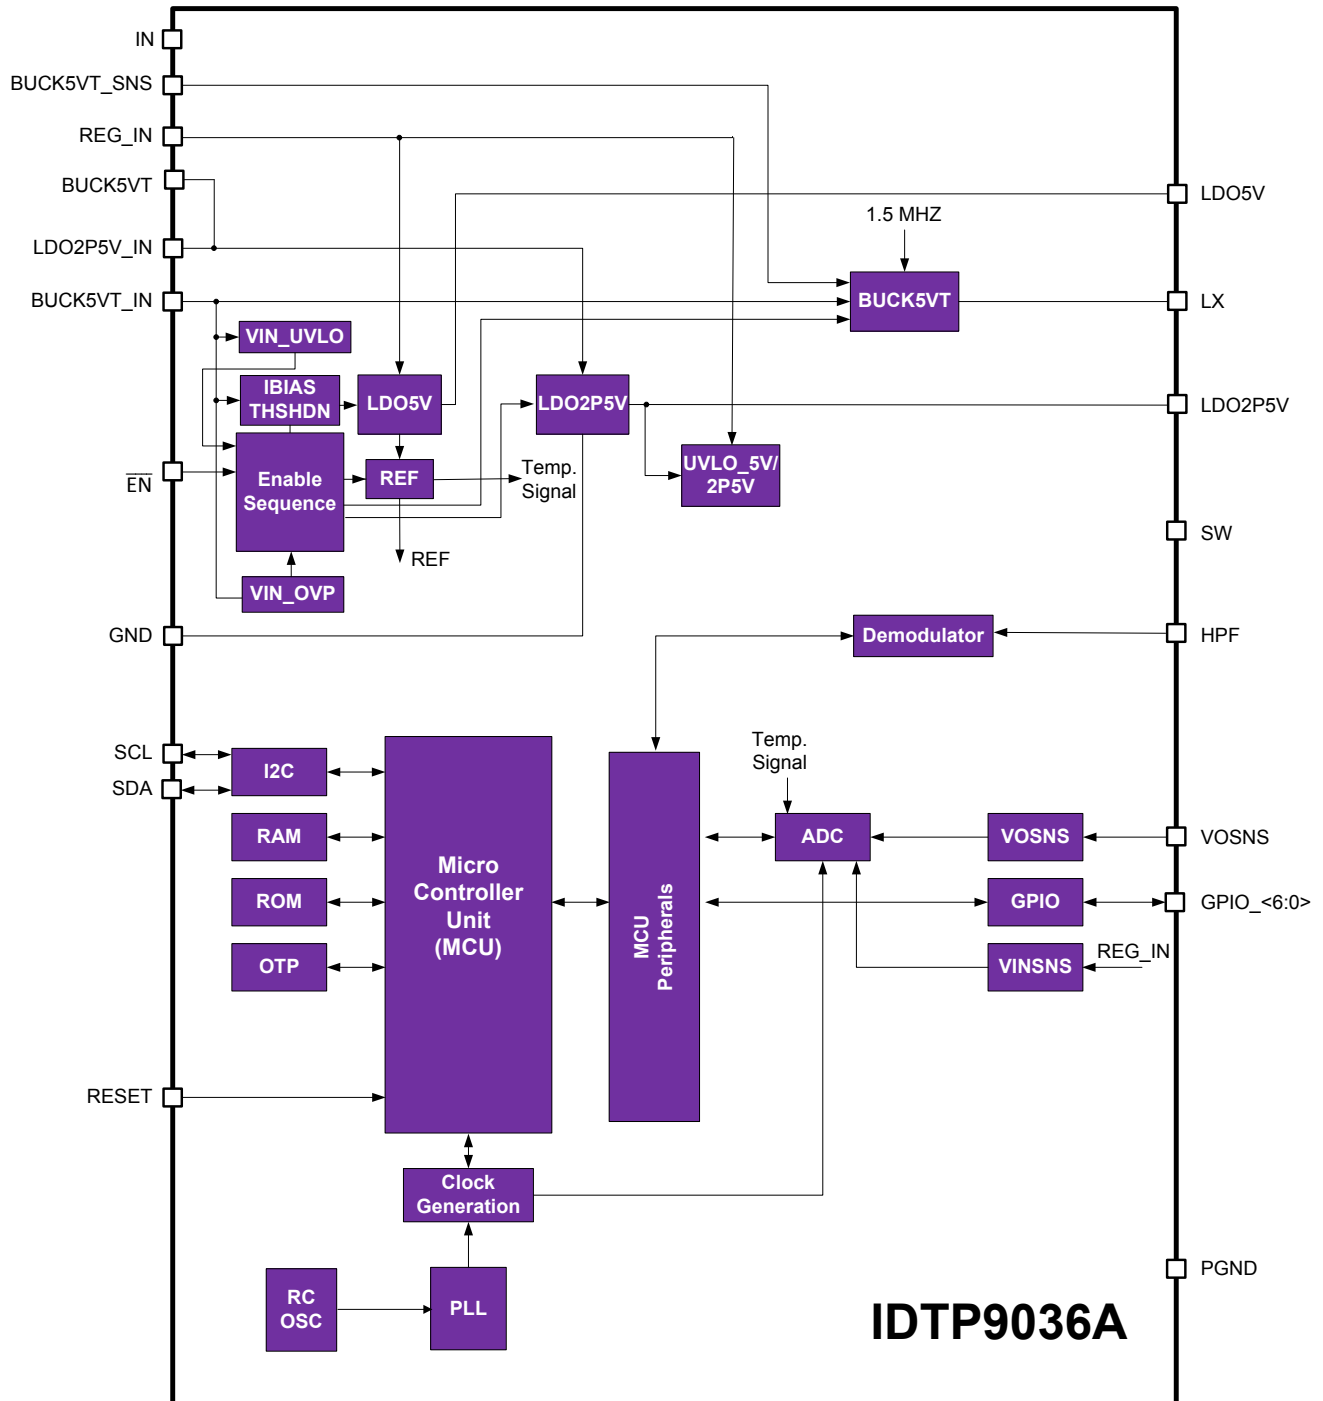 IN
BUCK5VT_SNS
REG_IN
BUCK5VT
LDO5V
1.5 MHZ
LDO2P5V_IN
BUCK5VT_IN
BUCK5VT
LX
VIN_UVLO
IBIAS
THSHDN
LDO5V
LDO2P5V
LDO2P5V
EN
Enable
Sequence
REF
Temp.
Signal
UVLO_5V/
2P5V
SW
REF
VIN_OVP
GND
Demodulator
HPF
SCL
SDA
I2C
RAM
ROM
OTP
Micro
Controller
Unit
(MCU)
MCU
Peripherals
Temp.
Signal
ADC
VOSNS
VOSNS
GPIO
GPIO_<6:0>
VINSNS
REG_IN
RESET
Clock
Generation
RC
OSC
PLL
PGND
IDTP9036A